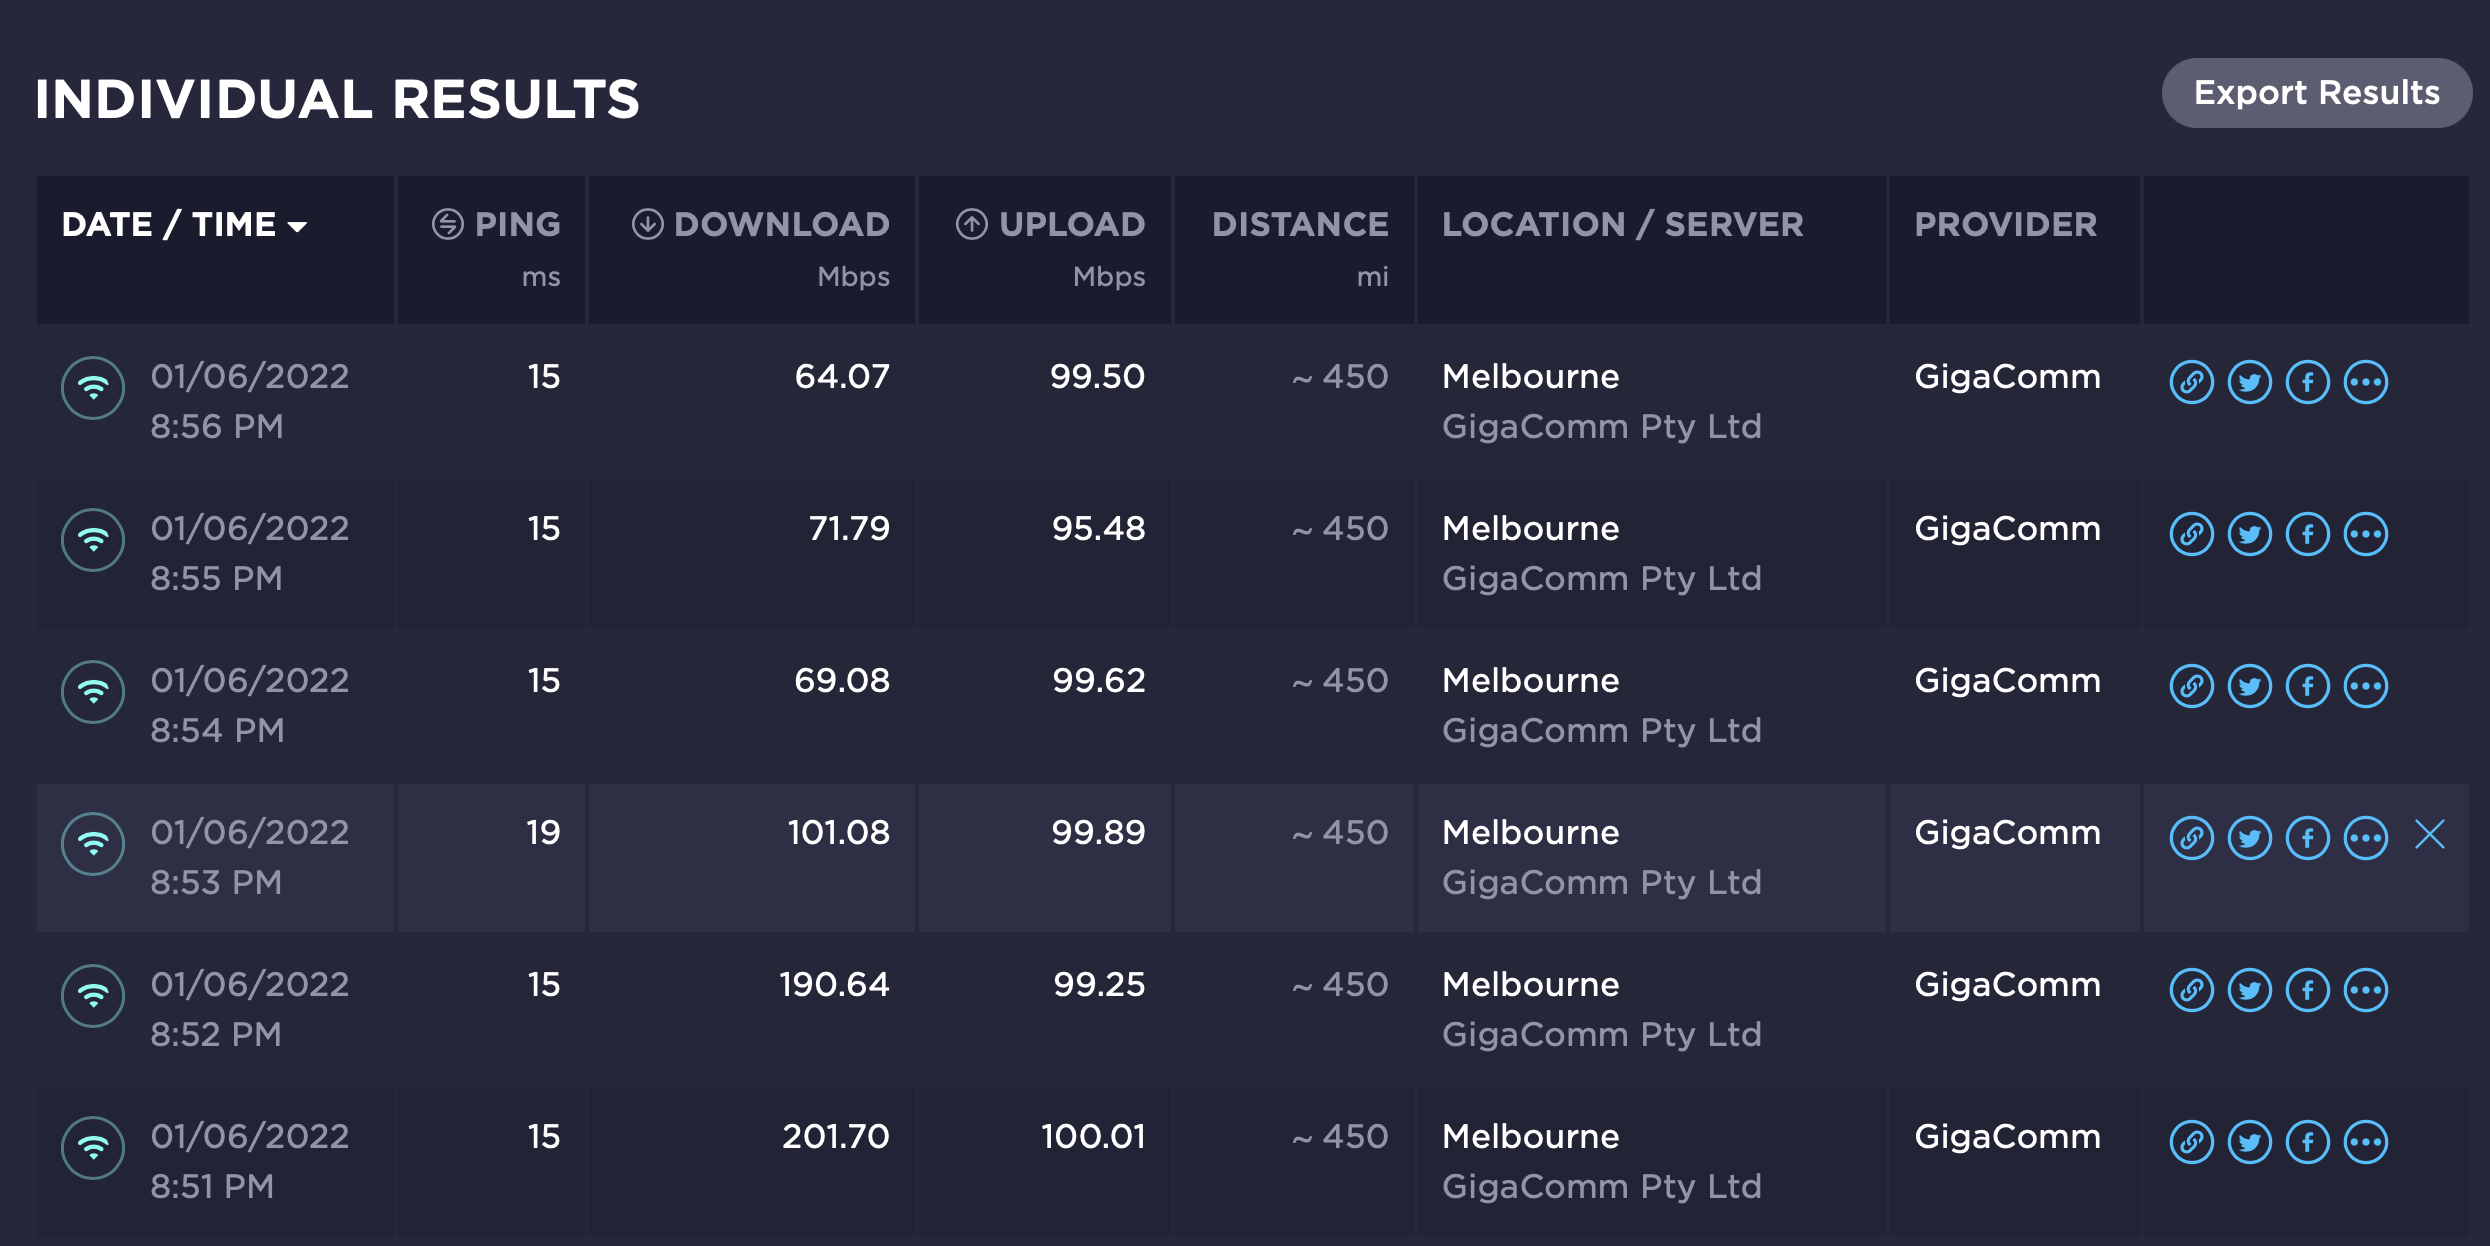 INDIVIDUAL RESULTS
Export Results
DATE / TIME PING DOWNLOAD UPLOAD DISTANCE LOCATION / SERVER PROVIDER
ms Mbps Mbps mi
01/06/2022 15 64.07 99.50 ~ 450 Melbourne GigaComm
8:56 PM GigaComm Pty Ltd
01/06/2022 15 71.79 95.48 ~ 450 Melbourne GigaComm
8:55 PM GigaComm Pty Ltd
01/06/2022 15 69.08 99.62 ~ 450 Melbourne GigaComm
8:54 PM GigaComm Pty Ltd
01/06/2022 19 101.08 99.89 ~ 450 Melbourne GigaComm
8:53 PM GigaComm Pty Ltd
01/06/2022 15 190.64 99.25 ~ 450 Melbourne GigaComm
8:52 PM GigaComm Pty Ltd
01/06/2022 15 201.70 100.01 ~ 450 Melbourne GigaComm
8:51 PM GigaComm Pty Ltd